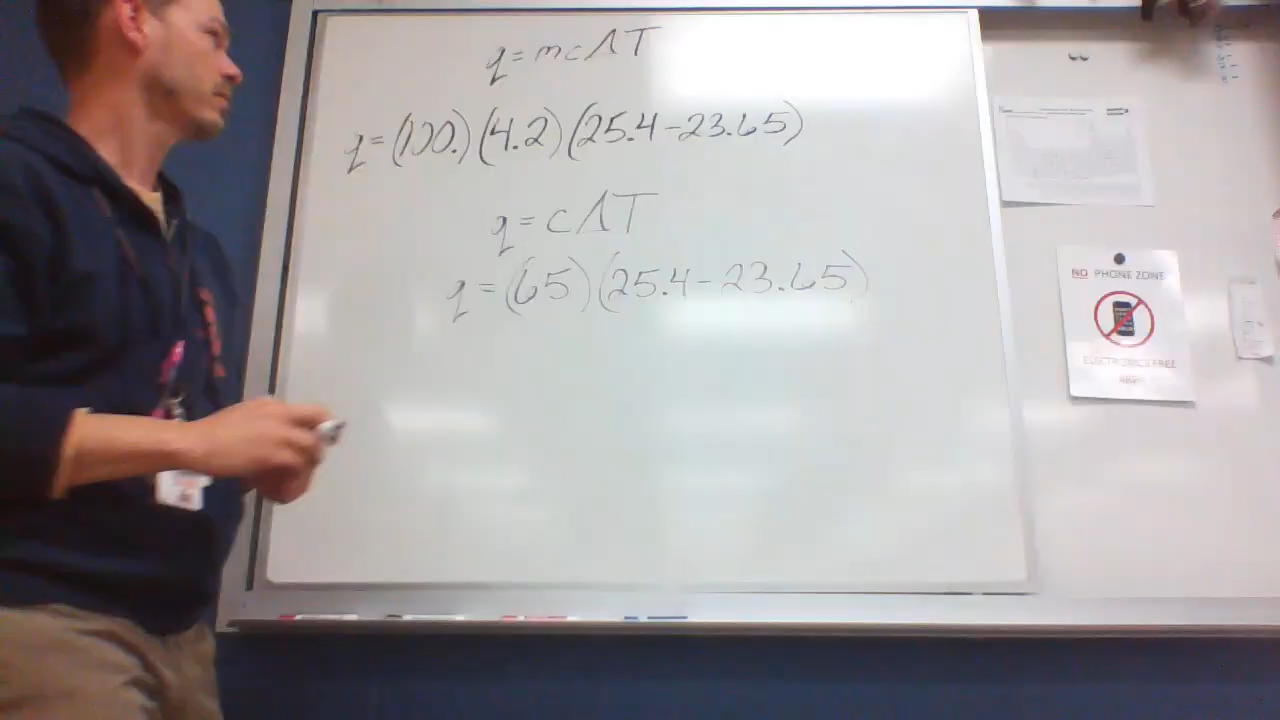 q = mcΔT
q = (100.)(4.2)(25.4-23.65)
q = cΔT
q = (65)(25.4-23.65)
NO PHONE ZONE
ELECTRONICS FREE